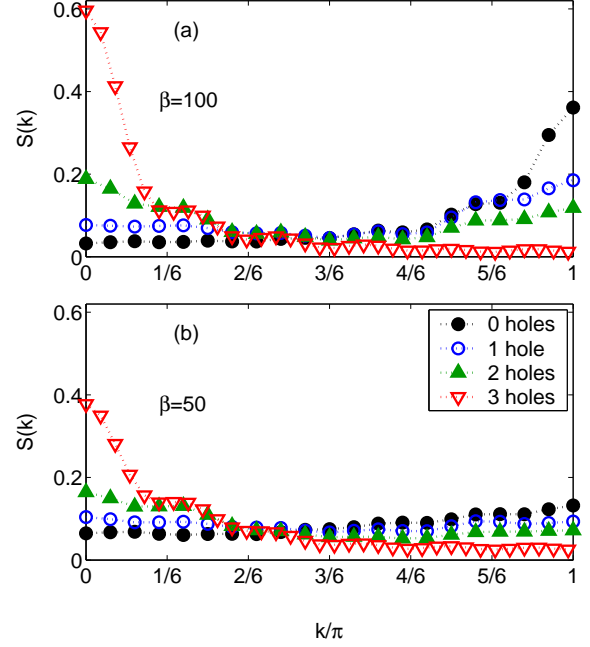 0.6
(a)
0.4
β=100
S(k)
0.2
0
0 1/6 2/6 3/6 4/6 5/6 1
0.6
(b)
0 holes
1 hole
2 holes
3 holes
0.4
β=50
S(k)
0.2
0
0 1/6 2/6 3/6 4/6 5/6 1
k/π